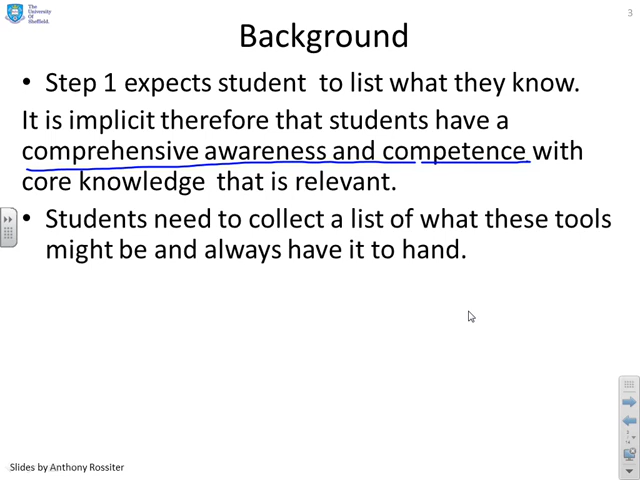 The
University
Of
Sheffield.
3
Background
• Step 1 expects student to list what they know.
It is implicit therefore that students have a
comprehensive awareness and competence with
core knowledge that is relevant.
• Students need to collect a list of what these tools
might be and always have it to hand.
Slides by Anthony Rossiter